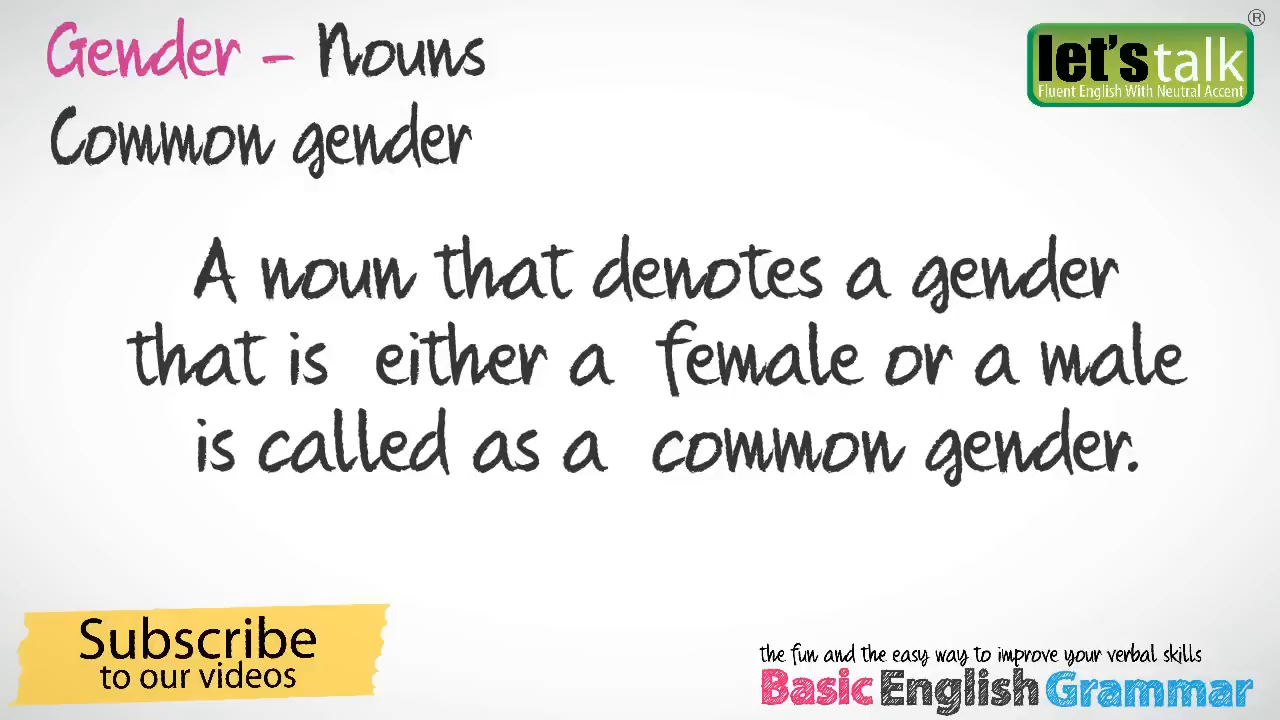 Gender - Nouns
Common gender
let's talk ®
Fluent English With Neutral Accent
A noun that denotes a gender
that is either a female or a male
is called as a common gender.
Subscribe
to our videos
the fun and the easy way to improve your verbal skills
Basic English Grammar